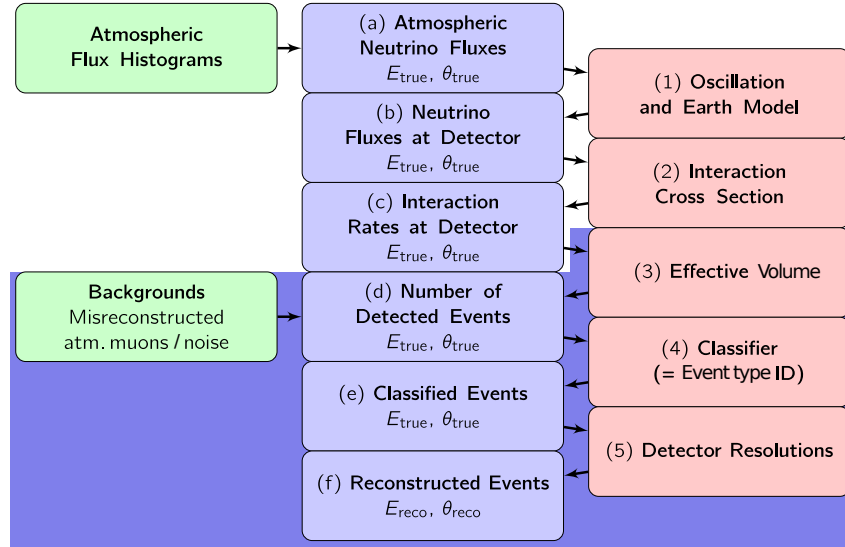 Atmospheric
Flux Histograms
(a) Atmospheric
Neutrino Fluxes
E_true, θ_true
(1) Oscillation
and Earth Model
(b) Neutrino
Fluxes at Detector
E_true, θ_true
(2) Interaction
Cross Section
(c) Interaction
Rates at Detector
E_true, θ_true
(3) Effective Volume
Backgrounds
Misreconstructed
atm. muons / noise
(d) Number of
Detected Events
E_true, θ_true
(4) Classifier
(= Event type ID)
(e) Classified Events
E_true, θ_true
(5) Detector Resolutions
(f) Reconstructed Events
E_reco, θ_reco